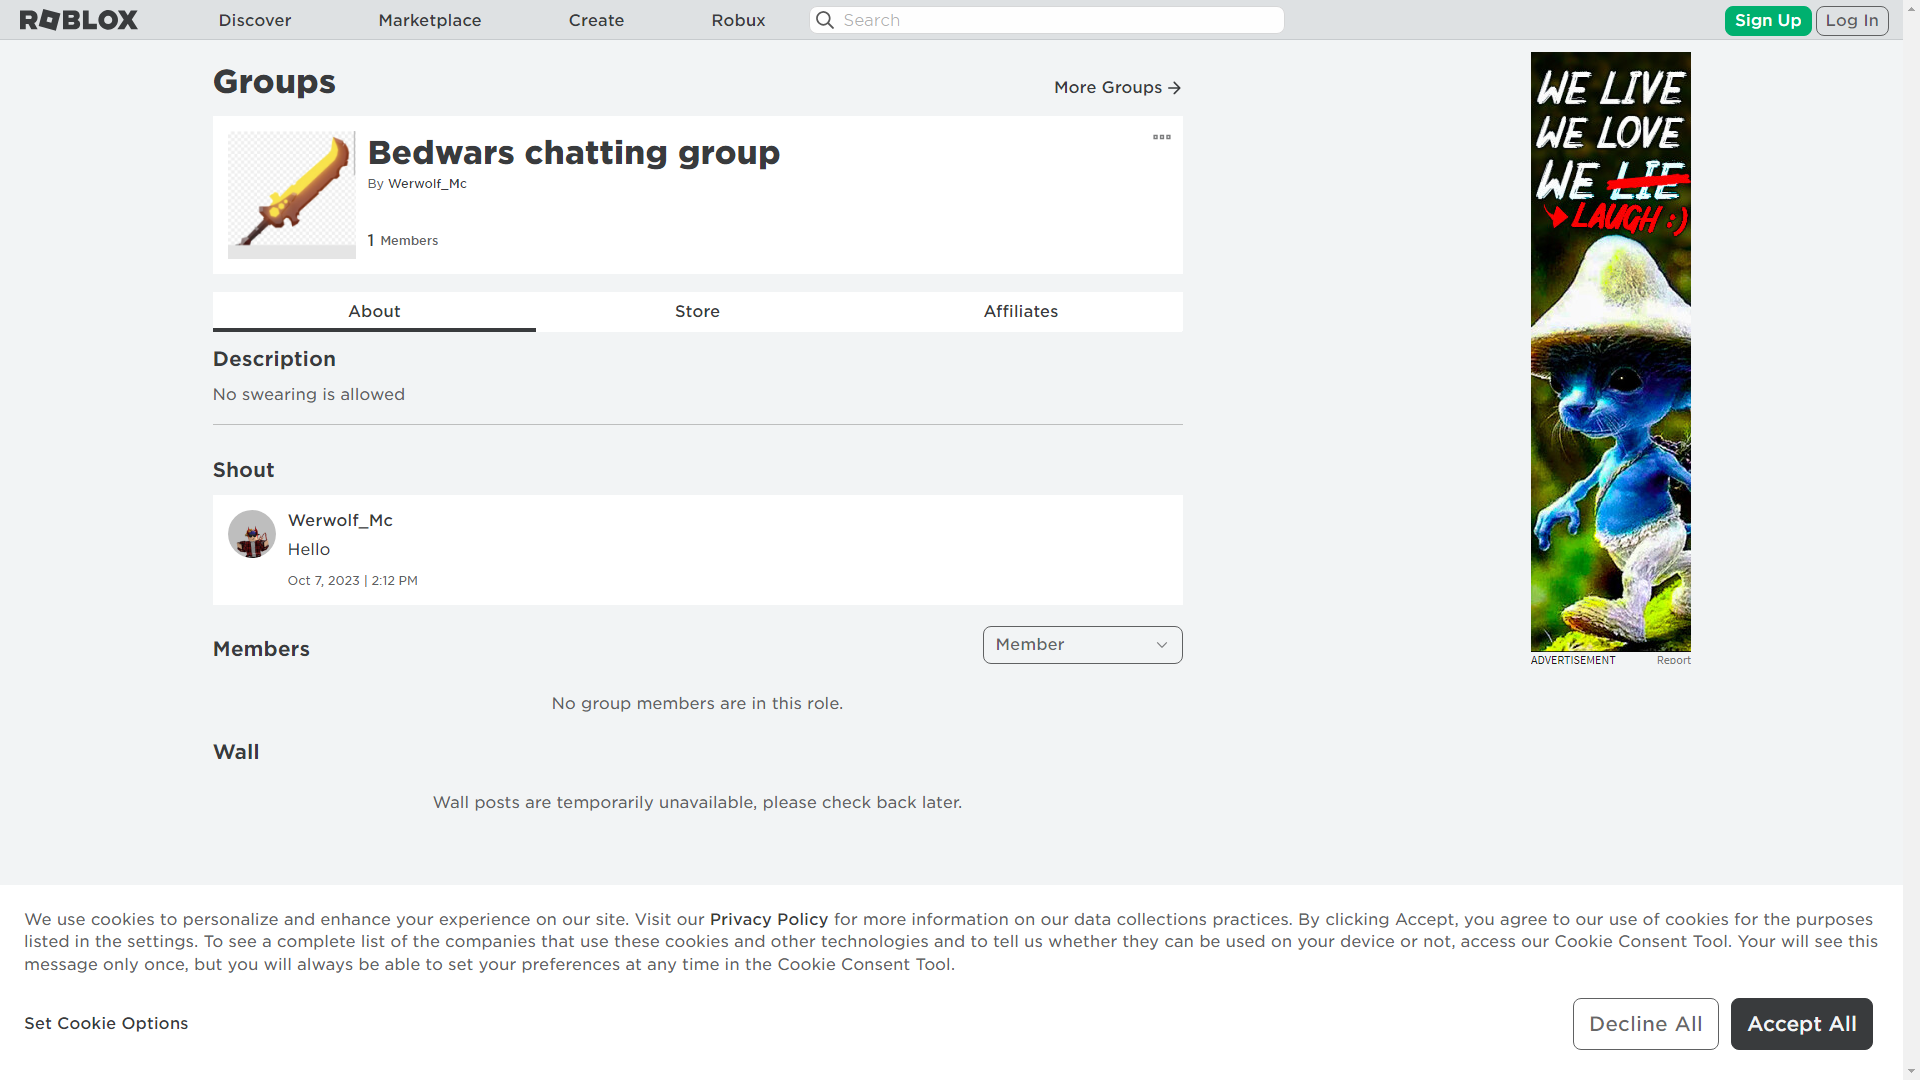 ROBLOX
Discover
Marketplace
Create
Robux
Search
Sign Up
Log In
Groups
More Groups
Bedwars chatting group
By Werwolf_Mc
1 Members
About
Store
Affiliates
Description
No swearing is allowed
Shout
Werwolf_Mc
Hello
Oct 7, 2023 | 2:12 PM
Members
Member
No group members are in this role.
Wall
Wall posts are temporarily unavailable, please check back later.
WE LIVE
WE LOVE
WE LIE
LAUGH :)
ADVERTISEMENT
Report
We use cookies to personalize and enhance your experience on our site. Visit our Privacy Policy for more information on our data collections practices. By clicking Accept, you agree to our use of cookies for the purposes
listed in the settings. To see a complete list of the companies that use these cookies and other technologies and to tell us whether they can be used on your device or not, access our Cookie Consent Tool. Your will see this
message only once, but you will always be able to set your preferences at any time in the Cookie Consent Tool.
Set Cookie Options
Decline All
Accept All